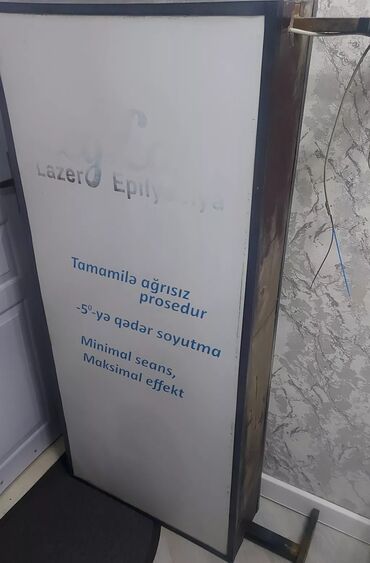 Lazer Epilyasiya
Tamamilə ağrısız
prosedur
-5⁰-yə qədər soyutma
Minimal seans,
Maksimal effekt